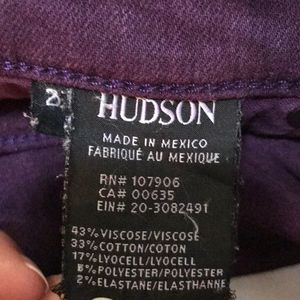 2
HUDSON
MADE IN MEXICO
FABRIQUÉ AU MEXIQUE
RN# 107906
CA# 00635
EIN# 20-3082491
43% VISCOSE/VISCOSE
33% COTTON/COTON
17% LYOCELL/LYOCELL
5% POLYESTER/POLYESTER
2% ELASTANE/ELASTHANNE